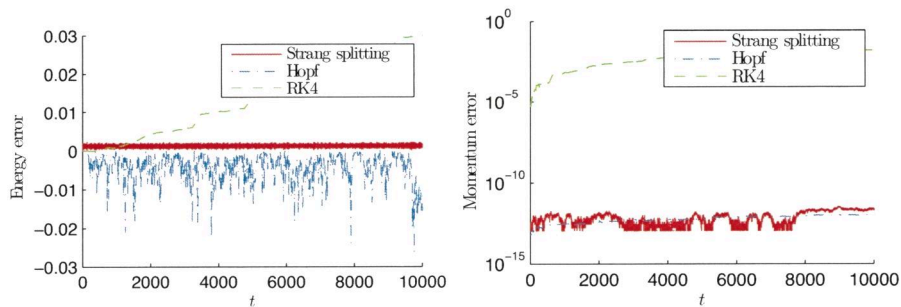 0.03
0.03
0.01
0
−0.01
−0.02
−0.03
Energy error
0
2000
4000
6000
8000
10000
t
Strang splitting
Hopf
RK4
10^0
10^−5
10^−10
10^−15
Momentum error
0
2000
4000
6000
8000
10000
t
Strang splitting
Hopf
RK4